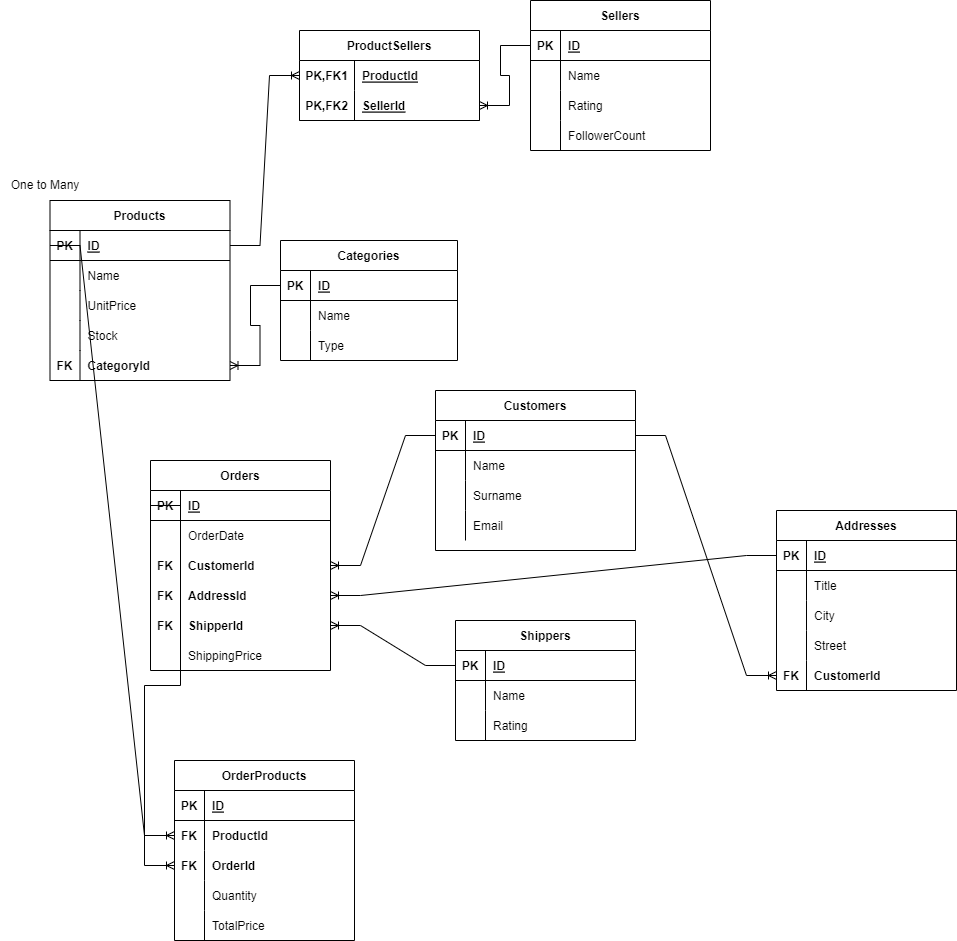 Sellers
PK ID
Name
Rating
FollowerCount
ProductSellers
PK,FK1 ProductId
PK,FK2 SellerId
One to Many
Products
PK ID
Name
UnitPrice
Stock
FK CategoryId
Categories
PK ID
Name
Type
Customers
PK ID
Name
Surname
Email
Orders
PK ID
OrderDate
FK CustomerId
FK AddressId
FK ShipperId
ShippingPrice
Addresses
PK ID
Title
City
Street
FK CustomerId
Shippers
PK ID
Name
Rating
OrderProducts
PK ID
FK ProductId
FK OrderId
Quantity
TotalPrice